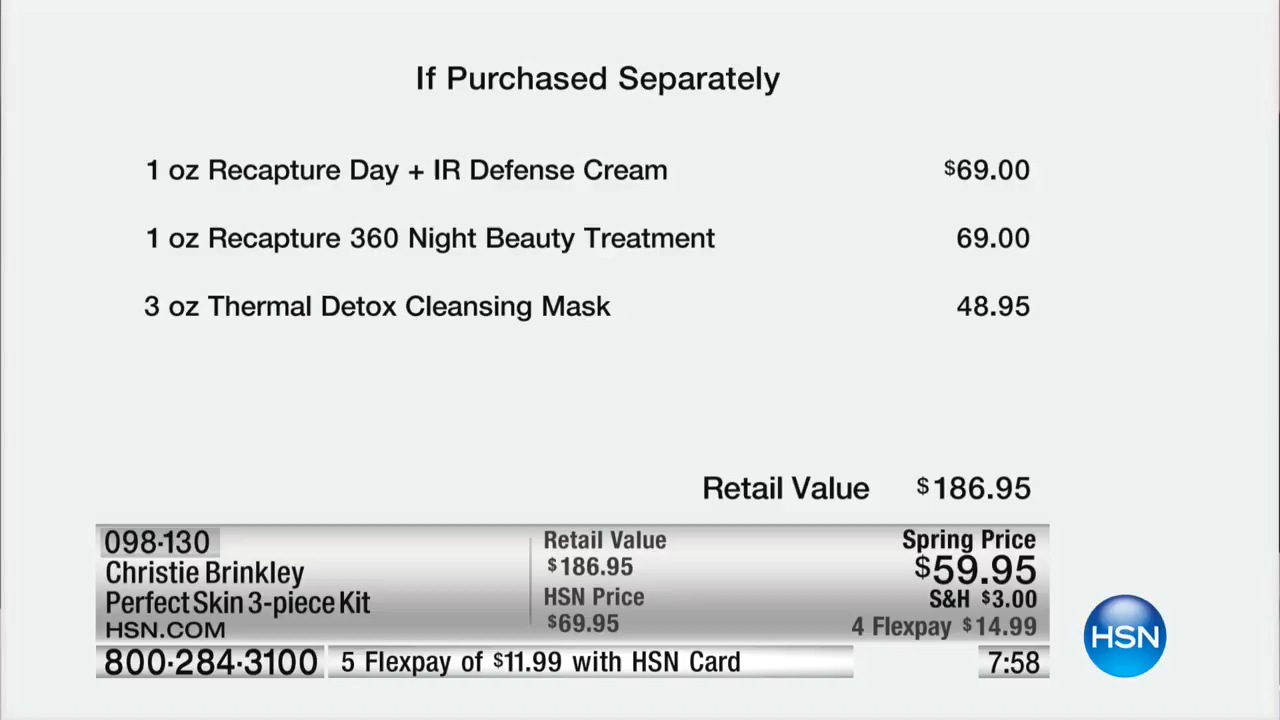 If Purchased Separately
1 oz Recapture Day + IR Defense Cream $69.00
1 oz Recapture 360 Night Beauty Treatment 69.00
3 oz Thermal Detox Cleansing Mask 48.95
Retail Value $186.95
098·130
Christie Brinkley
Perfect Skin 3-piece Kit
HSN.COM
Retail Value
$186.95
HSN Price
$69.95
Spring Price
$59.95
S&H $3.00
4 Flexpay $14.99
HSN
800·284·3100 5 Flexpay of $11.99 with HSN Card 7:58